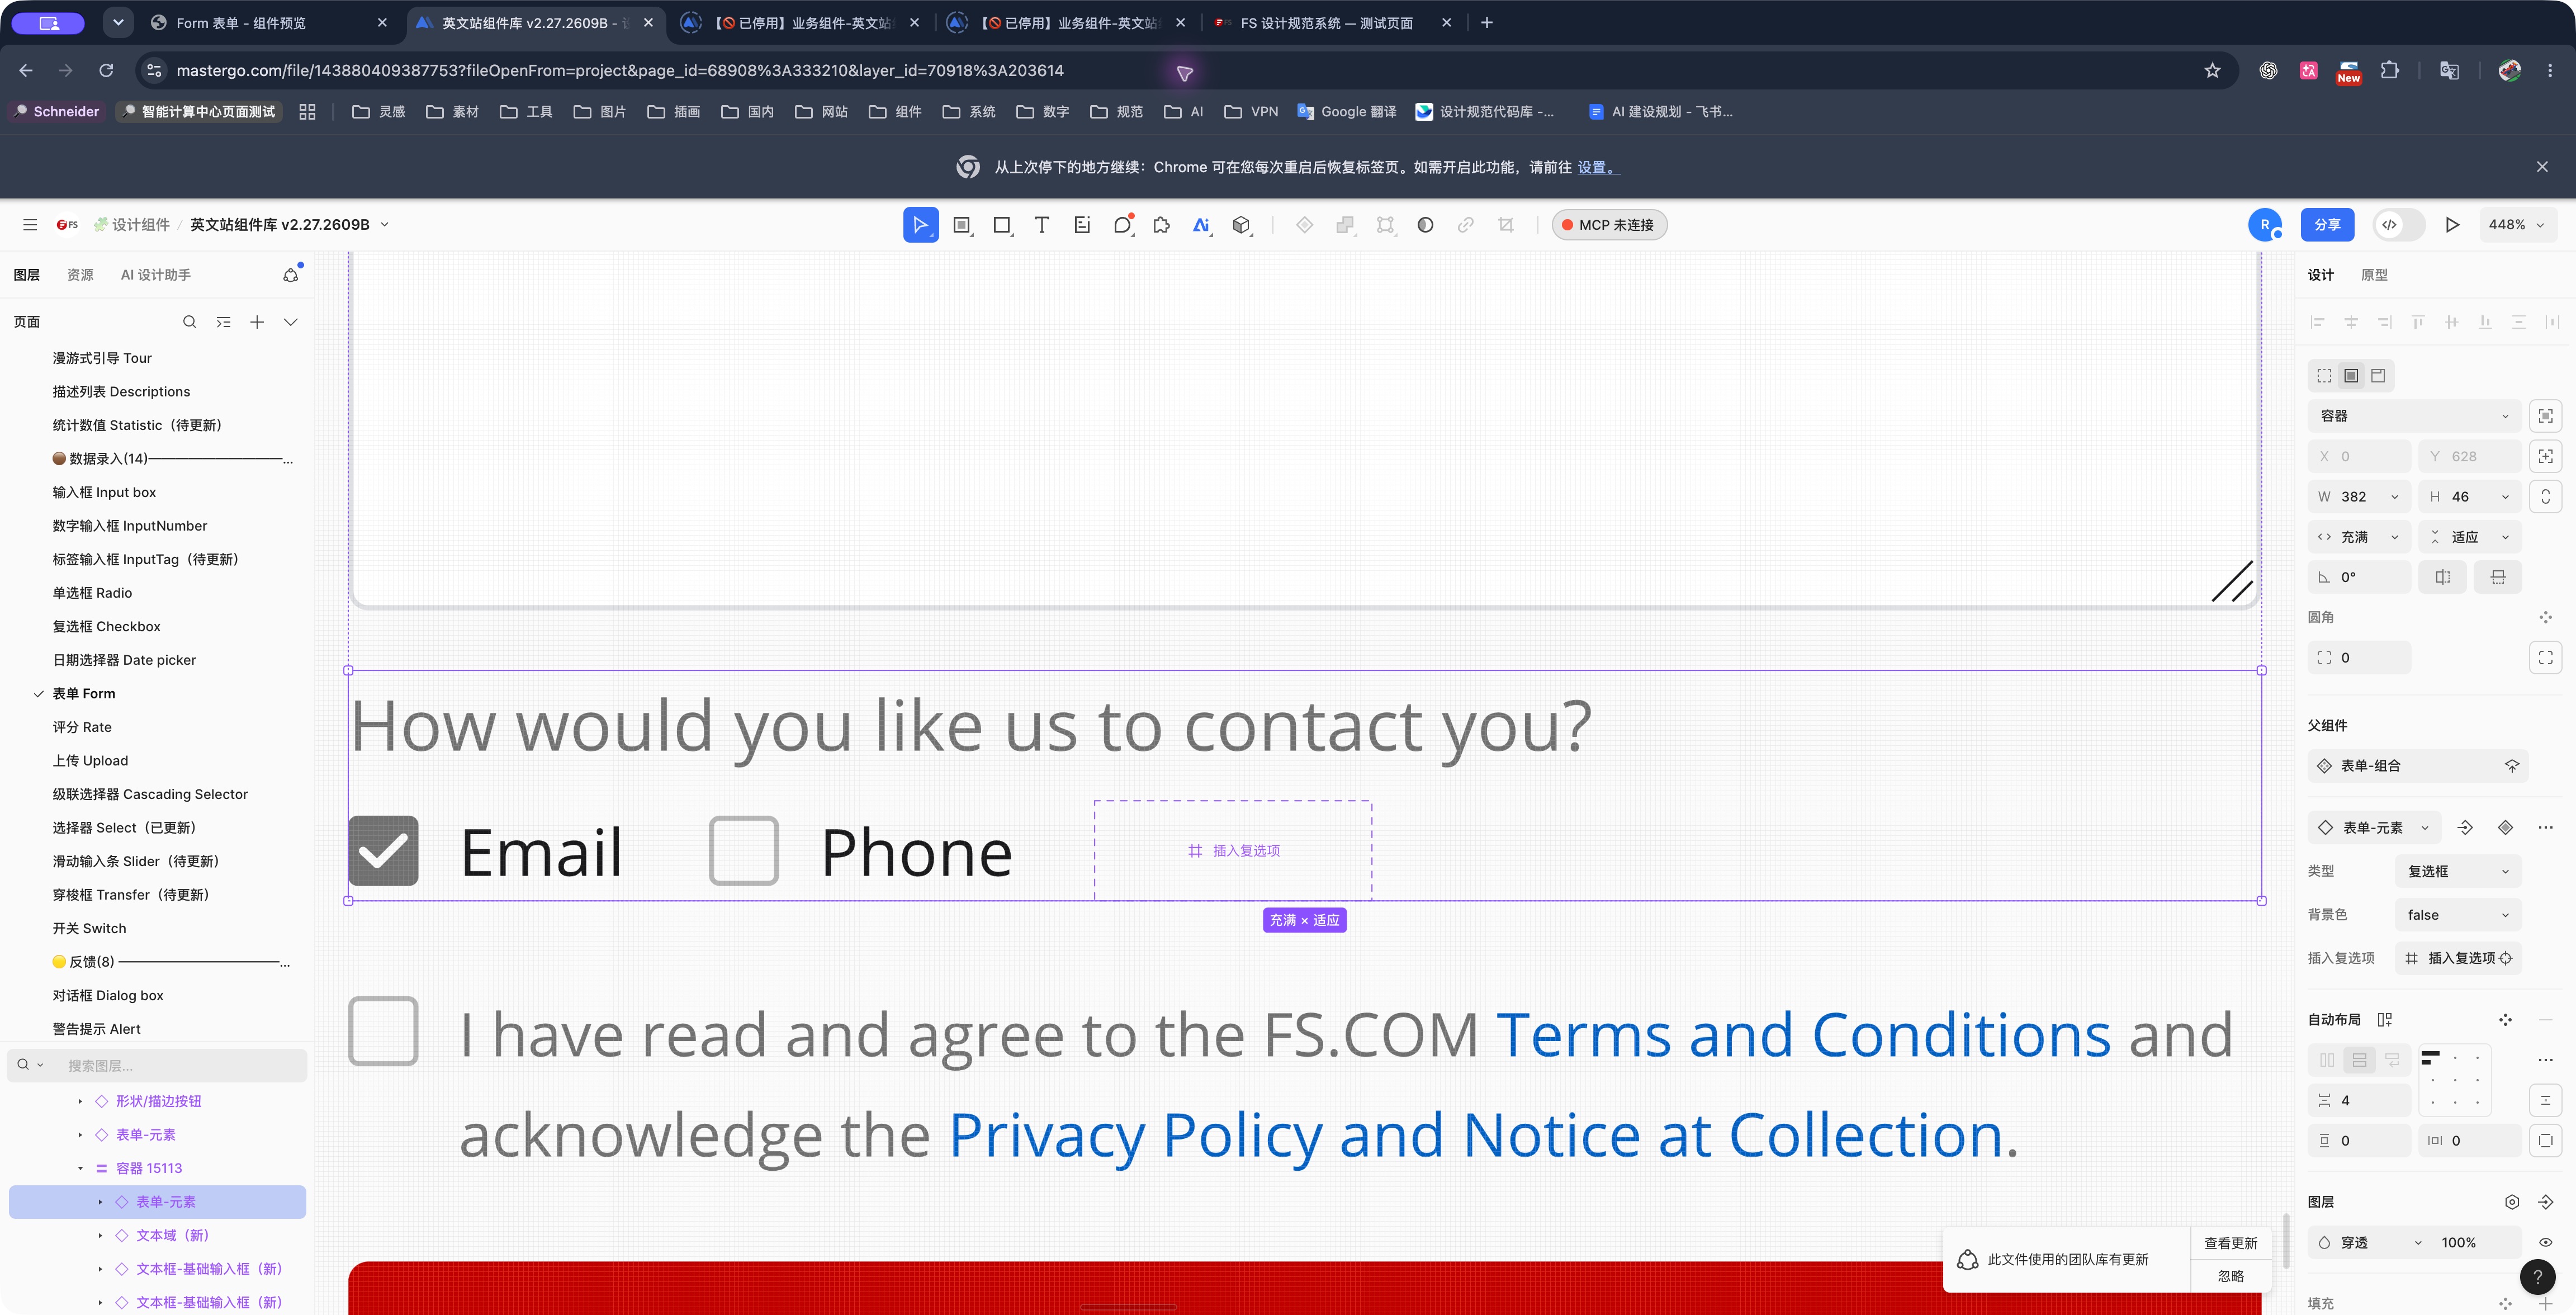 Form 表单 - 组件预览
英文站组件库 v2.27.2609B -
【🚫已停用】业务组件-英文站
【🚫已停用】业务组件-英文站
FS 设计规范系统 — 测试页面
mastergo.com/file/143880409387753?fileOpenFrom=project&page_id=68908%3A333210&layer_id=70918%3A203614
New
Schneider
智能计算中心页面测试
灵感
素材
工具
图片
插画
国内
网站
组件
系统
数字
规范
AI
VPN
Google 翻译
设计规范代码库 -...
AI 建设规划 - 飞书...
从上次停下的地方继续：Chrome 可在您每次重启后恢复标签页。如需开启此功能，请前往 设置。
FS
设计组件 / 英文站组件库 v2.27.2609B
Ai
MCP 未连接
R
分享
448%
图层
资源
AI 设计助手
页面
漫游式引导 Tour
描述列表 Descriptions
统计数值 Statistic（待更新）
🟤 数据录入(14)——————————...
输入框 Input box
数字输入框 InputNumber
标签输入框 InputTag（待更新）
单选框 Radio
复选框 Checkbox
日期选择器 Date picker
表单 Form
评分 Rate
上传 Upload
级联选择器 Cascading Selector
选择器 Select（已更新）
滑动输入条 Slider（待更新）
穿梭框 Transfer（待更新）
开关 Switch
🟡 反馈(8) ————————————...
对话框 Dialog box
警告提示 Alert
搜索图层...
形状/描边按钮
表单-元素
容器 15113
表单-元素
文本域（新）
文本框-基础输入框（新）
文本框-基础输入框（新）
How would you like us to contact you?
Email
Phone
插入复选项
充满 × 适应
I have read and agree to the FS.COM Terms and Conditions and
acknowledge the Privacy Policy and Notice at Collection.
此文件使用的团队库有更新
查看更新
忽略
设计
原型
容器
X 0
Y 628
W 382
H 46
充满
适应
0°
圆角
0
父组件
表单-组合
表单-元素
类型
复选框
背景色
false
插入复选项
插入复选项
自动布局
4
0
0
图层
穿透
100%
填充
?